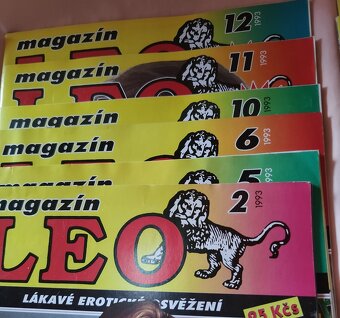 magazín 12 1993
LEO
magazín 11 1993
LEO
magazín 10 1993
magazín 6 1993
magazín 5 1993
magazín 2 1993
LEO
LÁKAVÉ EROTICKÉ OSVĚŽENÍ
25 Kčs